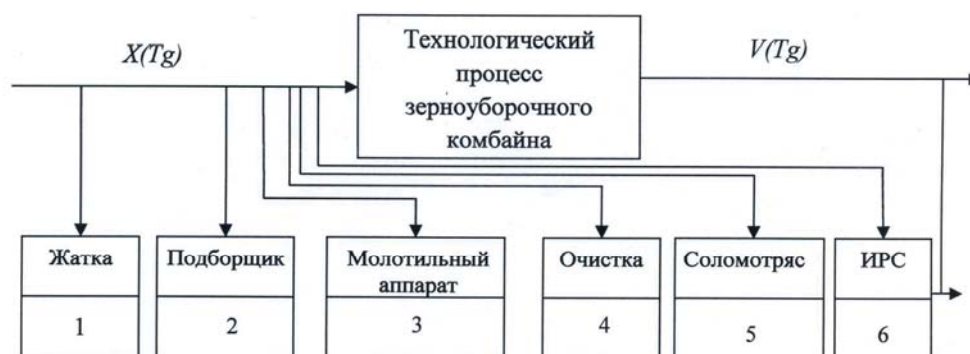 X(Tg)
Технологический
процесс
зерноуборочного
комбайна
V(Tg)
Жатка
Подборщик
Молотильный
аппарат
Очистка
Соломотряс
ИРС
1
2
3
4
5
6